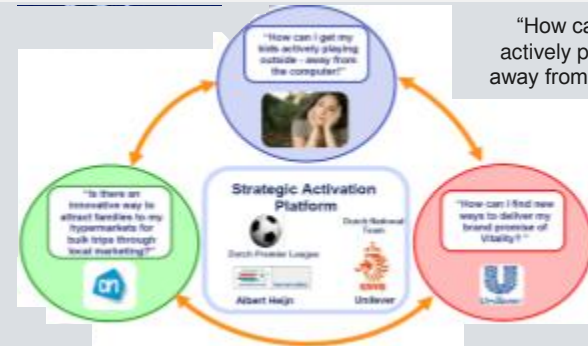 "How can I get my
kids actively playing
outside - away from
the computer!"
"How ca
actively p
away from
"Is there an
innovative way to
attract families to my
hypermarkets for
bulk trips through
local marketing?"
Strategic Activation
Platform
Dutch Premier League
Dutch National
Team
Albert Heijn
Unilever
"How can I find new
ways to deliver my
brand promise of
Vitality?"
Unilever